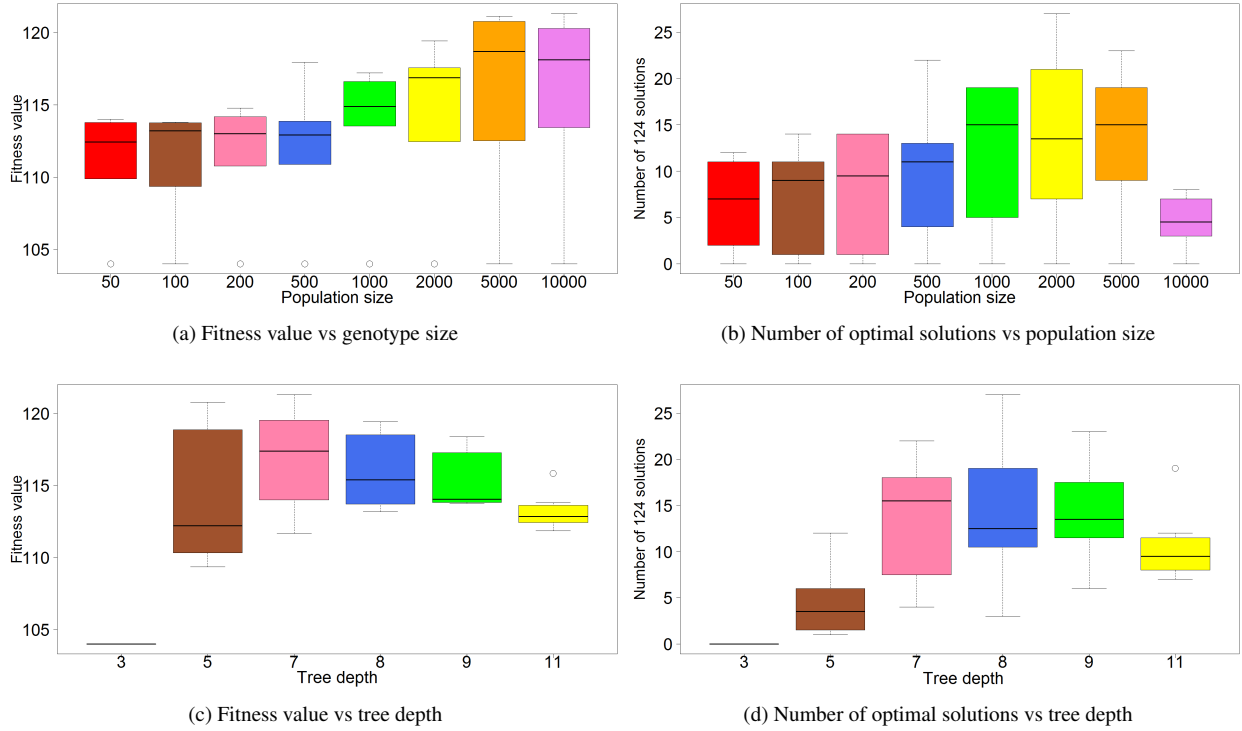 120
115
110
105
Fitness value
50 100 200 500 1000 2000 5000 10000
Population size
(a) Fitness value vs genotype size
25
20
15
10
5
0
Number of 124 solutions
50 100 200 500 1000 2000 5000 10000
Population size
(b) Number of optimal solutions vs population size
120
115
110
105
Fitness value
3 5 7 8 9 11
Tree depth
(c) Fitness value vs tree depth
25
20
15
10
5
0
Number of 124 solutions
3 5 7 8 9 11
Tree depth
(d) Number of optimal solutions vs tree depth